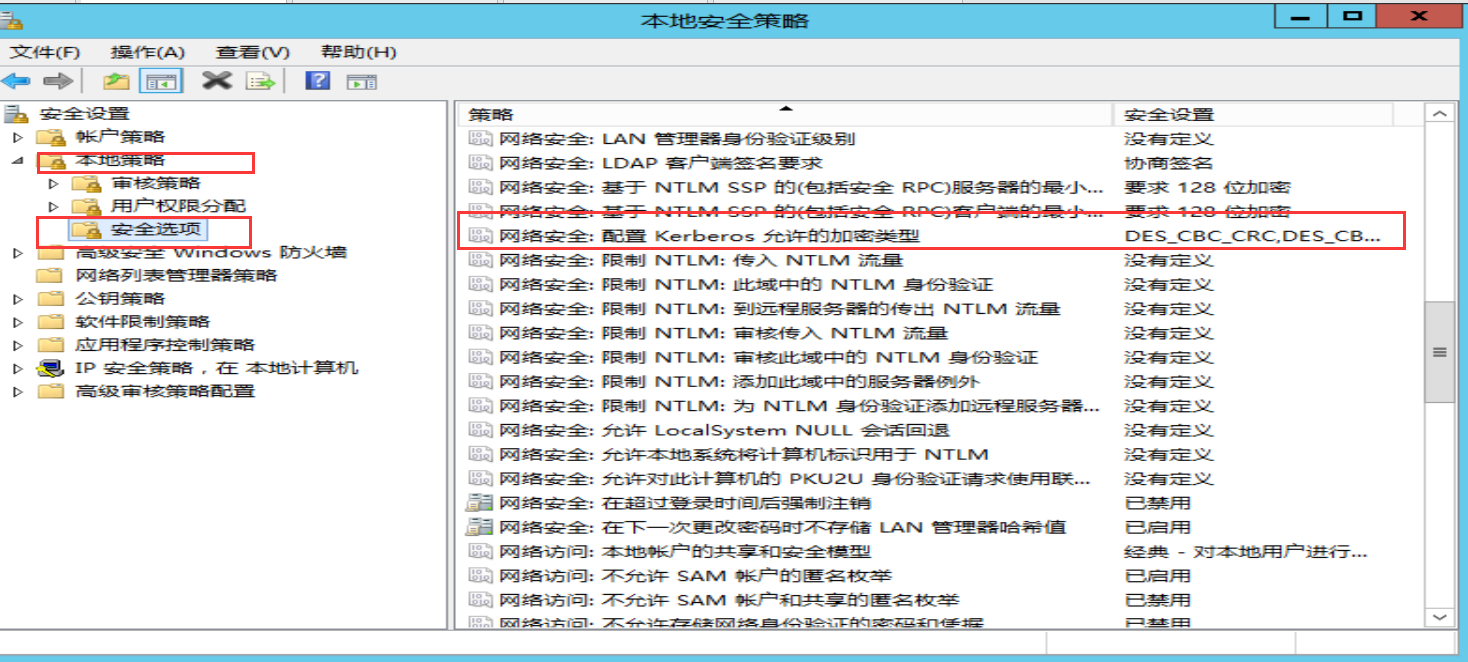 本地安全策略
文件(F) 操作(A) 查看(V) 帮助(H)
安全设置
帐户策略
本地策略
审核策略
用户权限分配
安全选项
高级安全 Windows 防火墙
网络列表管理器策略
公钥策略
软件限制策略
应用程序控制策略
IP 安全策略，在 本地计算机
高级审核策略配置
策略 安全设置
网络安全: LAN 管理器身份验证级别 没有定义
网络安全: LDAP 客户端签名要求 协商签名
网络安全: 基于 NTLM SSP 的(包括安全 RPC)服务器的最小... 要求 128 位加密
网络安全: 基于 NTLM SSP 的(包括安全 RPC)客户端的最小... 要求 128 位加密
网络安全: 配置 Kerberos 允许的加密类型 DES_CBC_CRC,DES_CB...
网络安全: 限制 NTLM: 传入 NTLM 流量 没有定义
网络安全: 限制 NTLM: 此域中的 NTLM 身份验证 没有定义
网络安全: 限制 NTLM: 到远程服务器的传出 NTLM 流量 没有定义
网络安全: 限制 NTLM: 审核传入 NTLM 流量 没有定义
网络安全: 限制 NTLM: 审核此域中的 NTLM 身份验证 没有定义
网络安全: 限制 NTLM: 添加此域中的服务器例外 没有定义
网络安全: 限制 NTLM: 为 NTLM 身份验证添加远程服务器... 没有定义
网络安全: 允许 LocalSystem NULL 会话回退 没有定义
网络安全: 允许本地系统将计算机标识用于 NTLM 没有定义
网络安全: 允许对此计算机的 PKU2U 身份验证请求使用联... 没有定义
网络安全: 在超过登录时间后强制注销 已禁用
网络安全: 在下一次更改密码时不存储 LAN 管理器哈希值 已启用
网络访问: 本地帐户的共享和安全模型 经典 - 对本地用户进行...
网络访问: 不允许 SAM 帐户的匿名枚举 已启用
网络访问: 不允许 SAM 帐户和共享的匿名枚举 已禁用
网络访问: 不允许存储网络身份验证的密码和凭据 已禁用